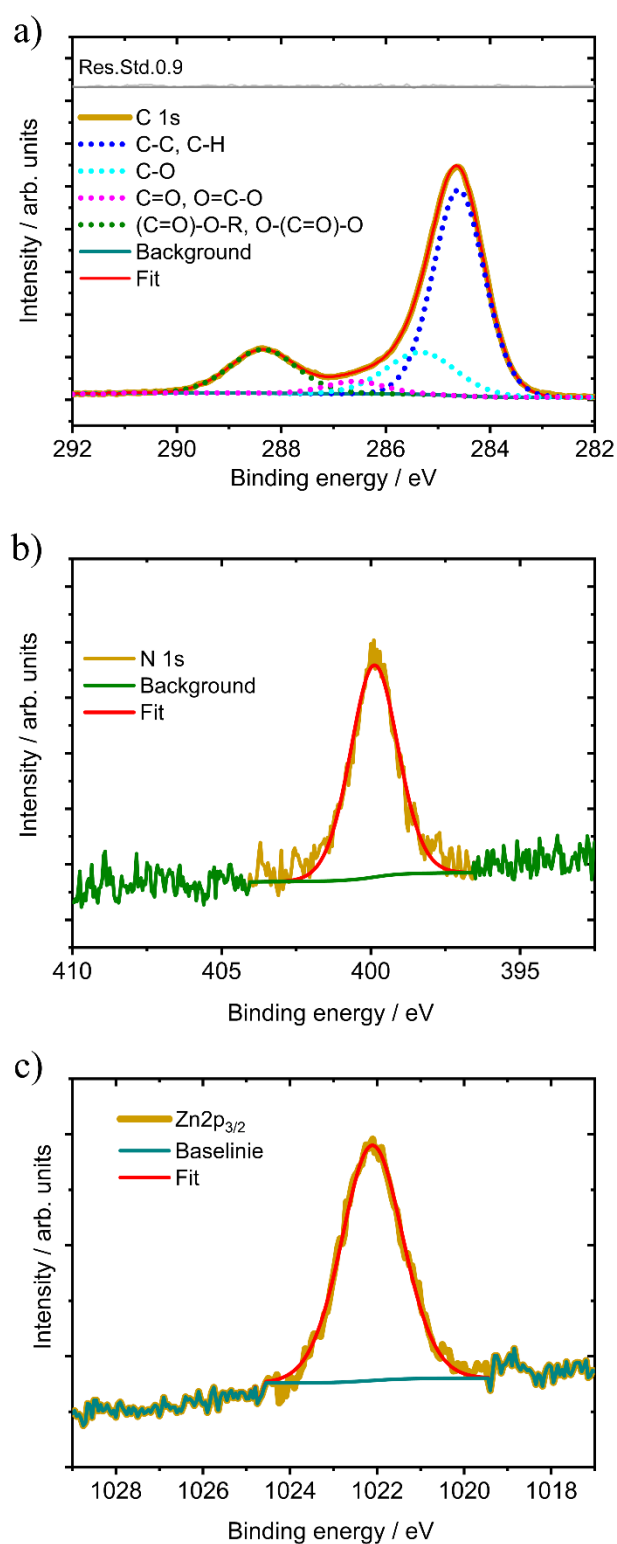 a)
Res.Std.0.9
C 1s
C-C, C-H
C-O
C=O, O=C-O
(C=O)-O-R, O-(C=O)-O
Background
Fit
Intensity / arb. units
292 290 288 286 284 282
Binding energy / eV
b)
N 1s
Background
Fit
Intensity / arb. units
410 405 400 395
Binding energy / eV
c)
Zn2p3/2
Baselinie
Fit
Intensity / arb. units
1028 1026 1024 1022 1020 1018
Binding energy / eV